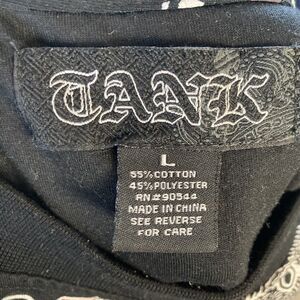 TANK
L
55% COTTON
45% POLYESTER
RN#90544
MADE IN CHINA
SEE REVERSE
FOR CARE